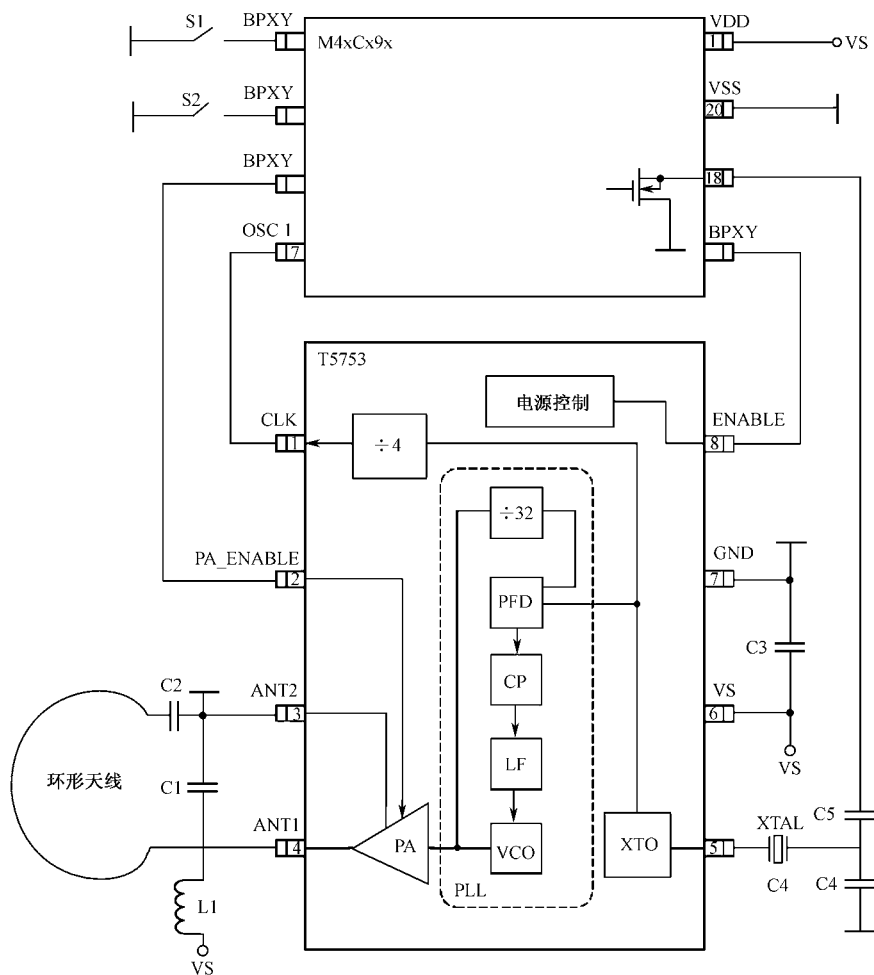 S1
BPXY
M4xCx9x
VDD
1
VS
S2
BPXY
VSS
20
BPXY
18
OSC 1
7
BPXY
T5753
电源控制
CLK
1
÷4
ENABLE
8
÷32
PA_ENABLE
2
GND
7
PFD
C3
CP
C2
ANT2
3
VS
6
LF
VS
环形天线
C1
ANT1
4
PA
VCO
XTO
5
XTAL
C5
C4
C4
PLL
L1
VS